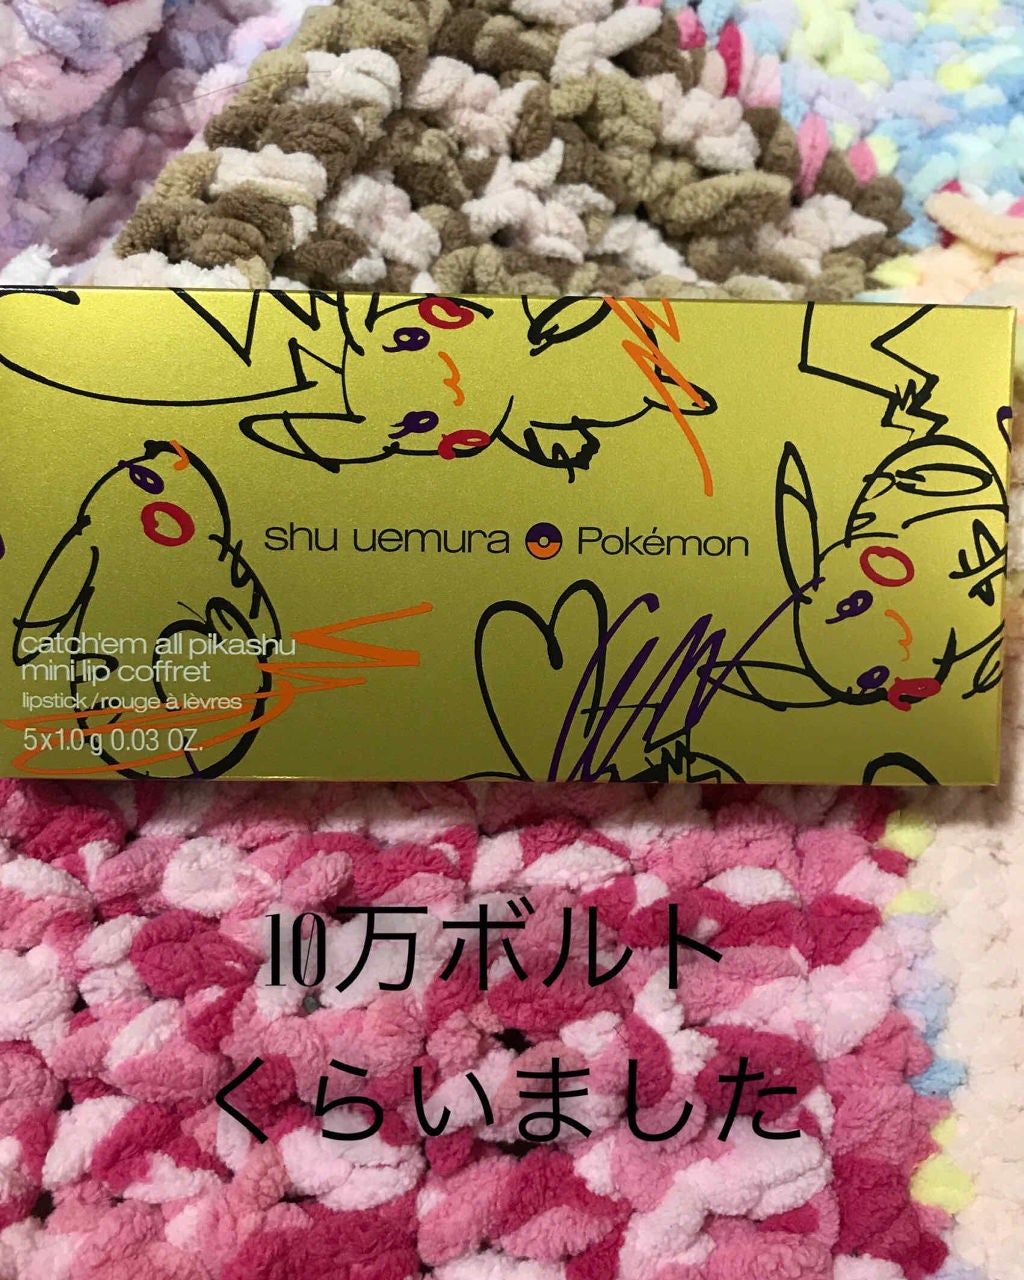 shu uemura Pokémon
catch'em all pikashu
mini lip coffret
lipstick / rouge à lèvres
5x1.0 g 0.03 OZ.
10万ボルト
くらいました